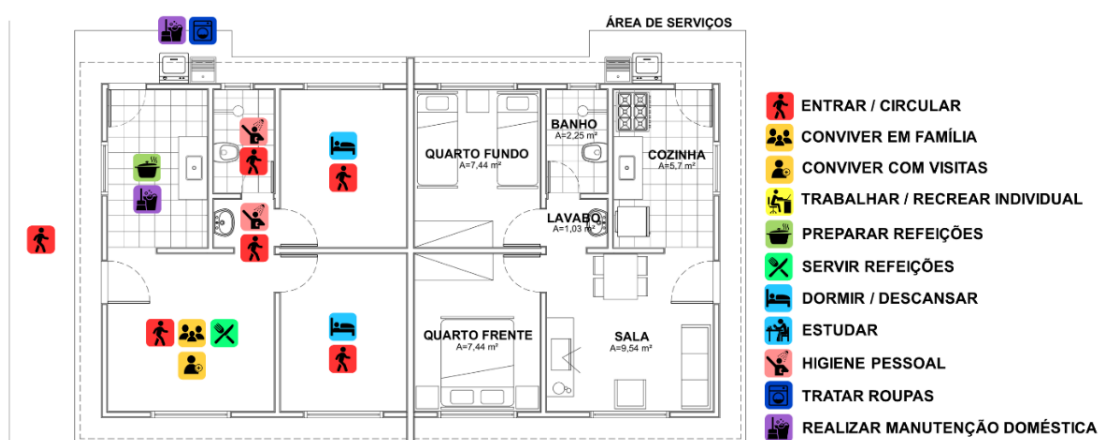 ÁREA DE SERVIÇOS
BANHO
A=2,25 m²
QUARTO FUNDO
A=7,44 m²
COZINHA
A=5,7 m²
LAVABO
A=1,03 m²
QUARTO FRENTE
A=7,44 m²
SALA
A=9,54 m²
ENTRAR / CIRCULAR
CONVIVER EM FAMÍLIA
CONVIVER COM VISITAS
TRABALHAR / RECREAR INDIVIDUAL
PREPARAR REFEIÇÕES
SERVIR REFEIÇÕES
DORMIR / DESCANSAR
ESTUDAR
HIGIENE PESSOAL
TRATAR ROUPAS
REALIZAR MANUTENÇÃO DOMÉSTICA